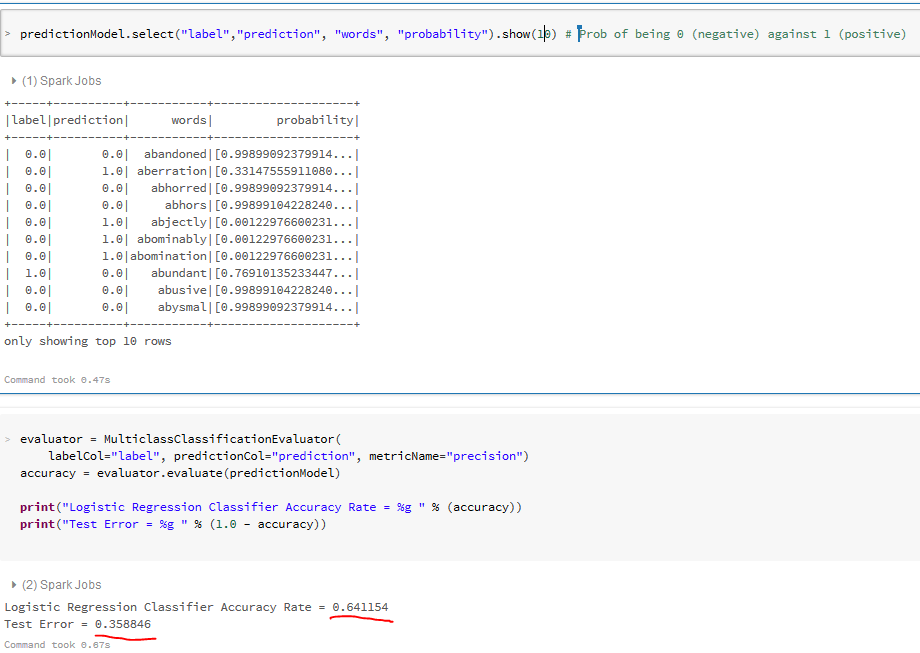 > predictionModel.select("label","prediction", "words", "probability").show(10) # Prob of being 0 (negative) against 1 (positive)
(1) Spark Jobs
+-----+----------+-----------+--------------------+
|label|prediction|      words|         probability|
+-----+----------+-----------+--------------------+
|  0.0|       0.0|  abandoned|[0.99899092379914...|
|  0.0|       1.0| aberration|[0.33147555911080...|
|  0.0|       0.0|   abhorred|[0.99899092379914...|
|  0.0|       0.0|     abhors|[0.99899104228240...|
|  0.0|       1.0|   abjectly|[0.00122976600231...|
|  0.0|       1.0| abominably|[0.00122976600231...|
|  0.0|       1.0|abomination|[0.00122976600231...|
|  1.0|       0.0|   abundant|[0.76910135233447...|
|  0.0|       0.0|    abusive|[0.99899104228240...|
|  0.0|       0.0|    abysmal|[0.99899092379914...|
+-----+----------+-----------+--------------------+
only showing top 10 rows
Command took 0.47s
> evaluator = MulticlassClassificationEvaluator(
    labelCol="label", predictionCol="prediction", metricName="precision")
accuracy = evaluator.evaluate(predictionModel)
print("Logistic Regression Classifier Accuracy Rate = %g " % (accuracy))
print("Test Error = %g " % (1.0 - accuracy))
(2) Spark Jobs
Logistic Regression Classifier Accuracy Rate = 0.641154
Test Error = 0.358846
Command took 0.67s